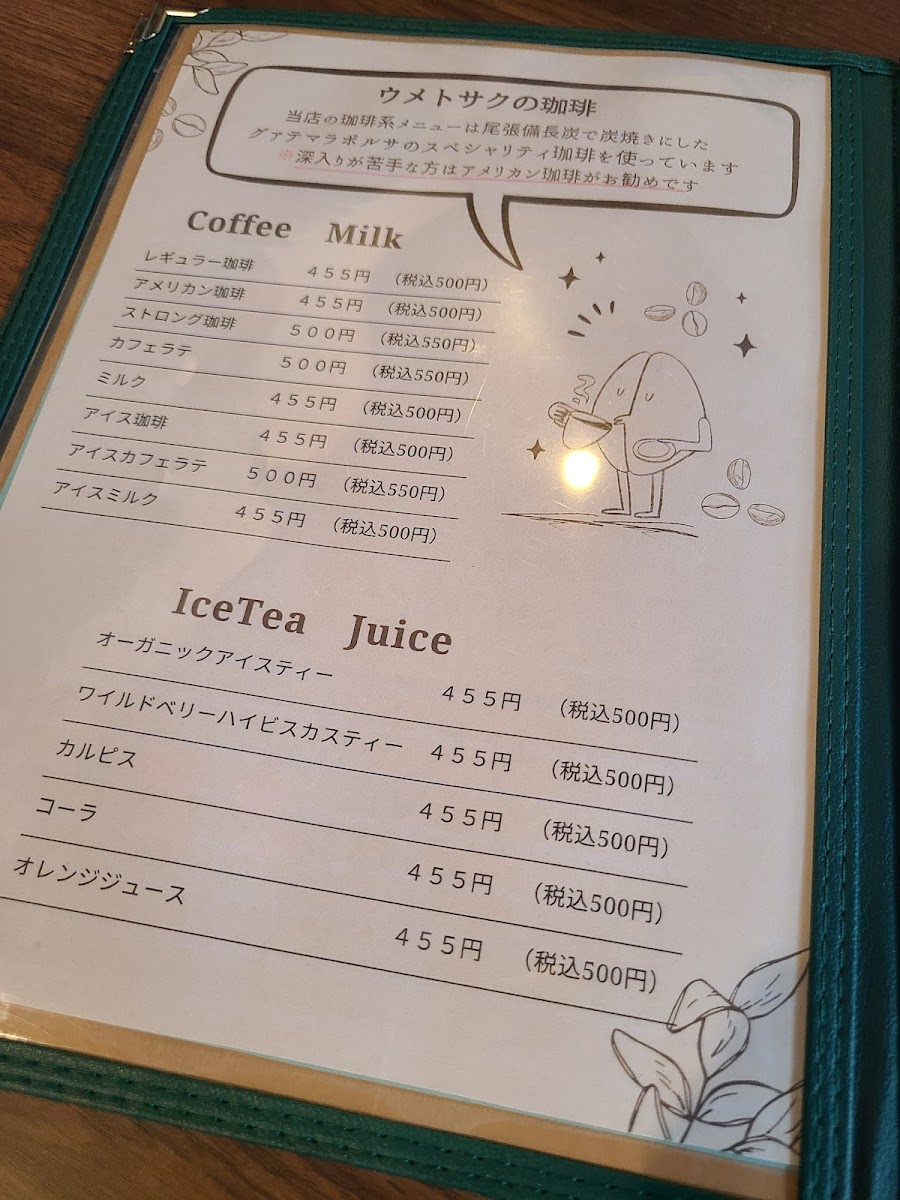 ウメトサクの珈琲
当店の珈琲系メニューは尾張備長炭で炭焼きにした
グァテマラボルサのスペシャリティ珈琲を使っています
※深入りが苦手な方はアメリカン珈琲がお勧めです
Coffee Milk
レギュラー珈琲 455円 (税込500円)
アメリカン珈琲 455円 (税込500円)
ストロング珈琲 500円 (税込550円)
カフェラテ 500円 (税込550円)
ミルク 455円 (税込500円)
アイス珈琲 455円 (税込500円)
アイスカフェラテ 500円 (税込550円)
アイスミルク 455円 (税込500円)
IceTea Juice
オーガニックアイスティー 455円 (税込500円)
ワイルドベリーハイビスカスティー 455円 (税込500円)
カルピス 455円 (税込500円)
コーラ 455円 (税込500円)
オレンジジュース 455円 (税込500円)